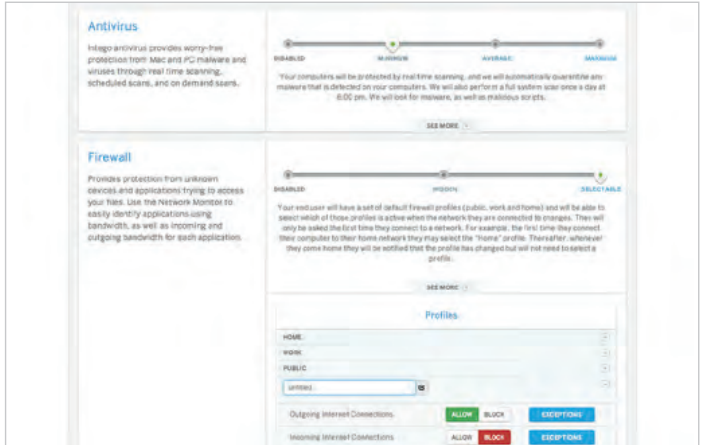 Antivirus
Intego antivirus provides worry-free
protection from Mac and PC malware and
viruses through real time scanning,
scheduled scans, and on demand scans.
DISABLED MINIMUM AVERAGE MAXIMUM
Your computers will be protected by real time scanning, and we will automatically quarantine any
malware that is detected on your computers. We will also perform a full system scan once a day at
6:00 pm. We will look for malware, as well as malicious scripts.
SEE MORE
Firewall
Provides protection from unknown
devices and applications trying to access
your files. Use the Network Monitor to
easily identify applications using
bandwidth, as well as incoming and
outgoing bandwidth for each application.
DISABLED HIDDEN SELECTABLE
Your end user will have a set of default firewall profiles (public, work and home) and will be able to
select which of those profiles is active when the network they are connected to changes. They will
only be asked the first time they connect to a network. For example, the first time they connect
their computer to their home network they may select the "Home" profile. Thereafter, whenever
they come home they will be notified that the profile has changed but will not need to select a
profile.
SEE MORE
Profiles
HOME
WORK
PUBLIC
untitled
Outgoing Internet Connections ALLOW BLOCK EXCEPTIONS
Incoming Internet Connections ALLOW BLOCK EXCEPTIONS